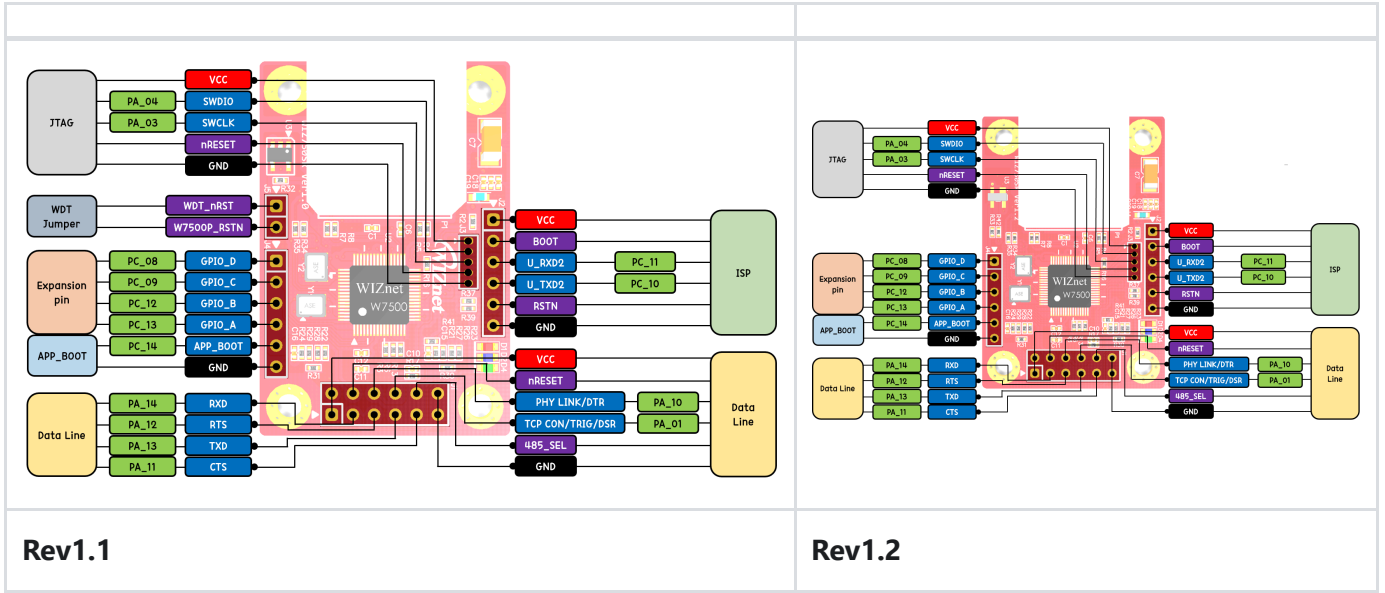 JTAG
VCC
PA_04 SWDIO
PA_03 SWCLK
nRESET
GND
WDT Jumper
WDT_nRST
W7500P_RSTN
Expansion pin
PC_08 GPIO_D
PC_09 GPIO_C
PC_12 GPIO_B
PC_13 GPIO_A
APP_BOOT
PC_14 APP_BOOT
GND
Data Line
PA_14 RXD
PA_12 RTS
PA_13 TXD
PA_11 CTS
WIZnet
W7500
WIZnet
VCC
BOOT
U_RXD2 PC_11
U_TXD2 PC_10
RSTN
GND
ISP
VCC
nRESET
PHY LINK/DTR PA_10
TCP CON/TRIG/DSR PA_01
485_SEL
GND
Data Line
Rev1.1
JTAG
VCC
PA_04 SWDIO
PA_03 SWCLK
nRESET
GND
Expansion pin
PC_08 GPIO_D
PC_09 GPIO_C
PC_12 GPIO_B
PC_13 GPIO_A
APP_BOOT
PC_14 APP_BOOT
GND
Data Line
PA_14 RXD
PA_12 RTS
PA_13 TXD
PA_11 CTS
WIZnet
W7500
VCC
BOOT
U_RXD2 PC_11
U_TXD2 PC_10
RSTN
GND
ISP
VCC
nRESET
PHY LINK/DTR PA_10
TCP CON/TRIG/DSR PA_01
485_SEL
GND
Data Line
Rev1.2